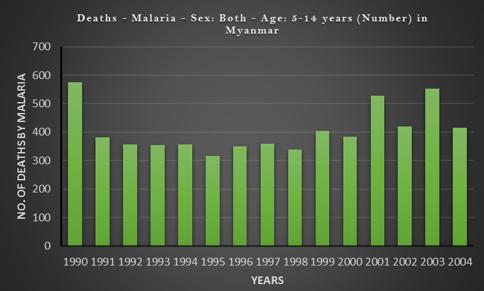 Deaths - Malaria - Sex: Both - Age: 5-14 years (Number) in
Myanmar
NO. OF DEATHS BY MALARIA
700
600
500
400
300
200
100
0
1990 1991 1992 1993 1994 1995 1996 1997 1998 1999 2000 2001 2002 2003 2004
YEARS